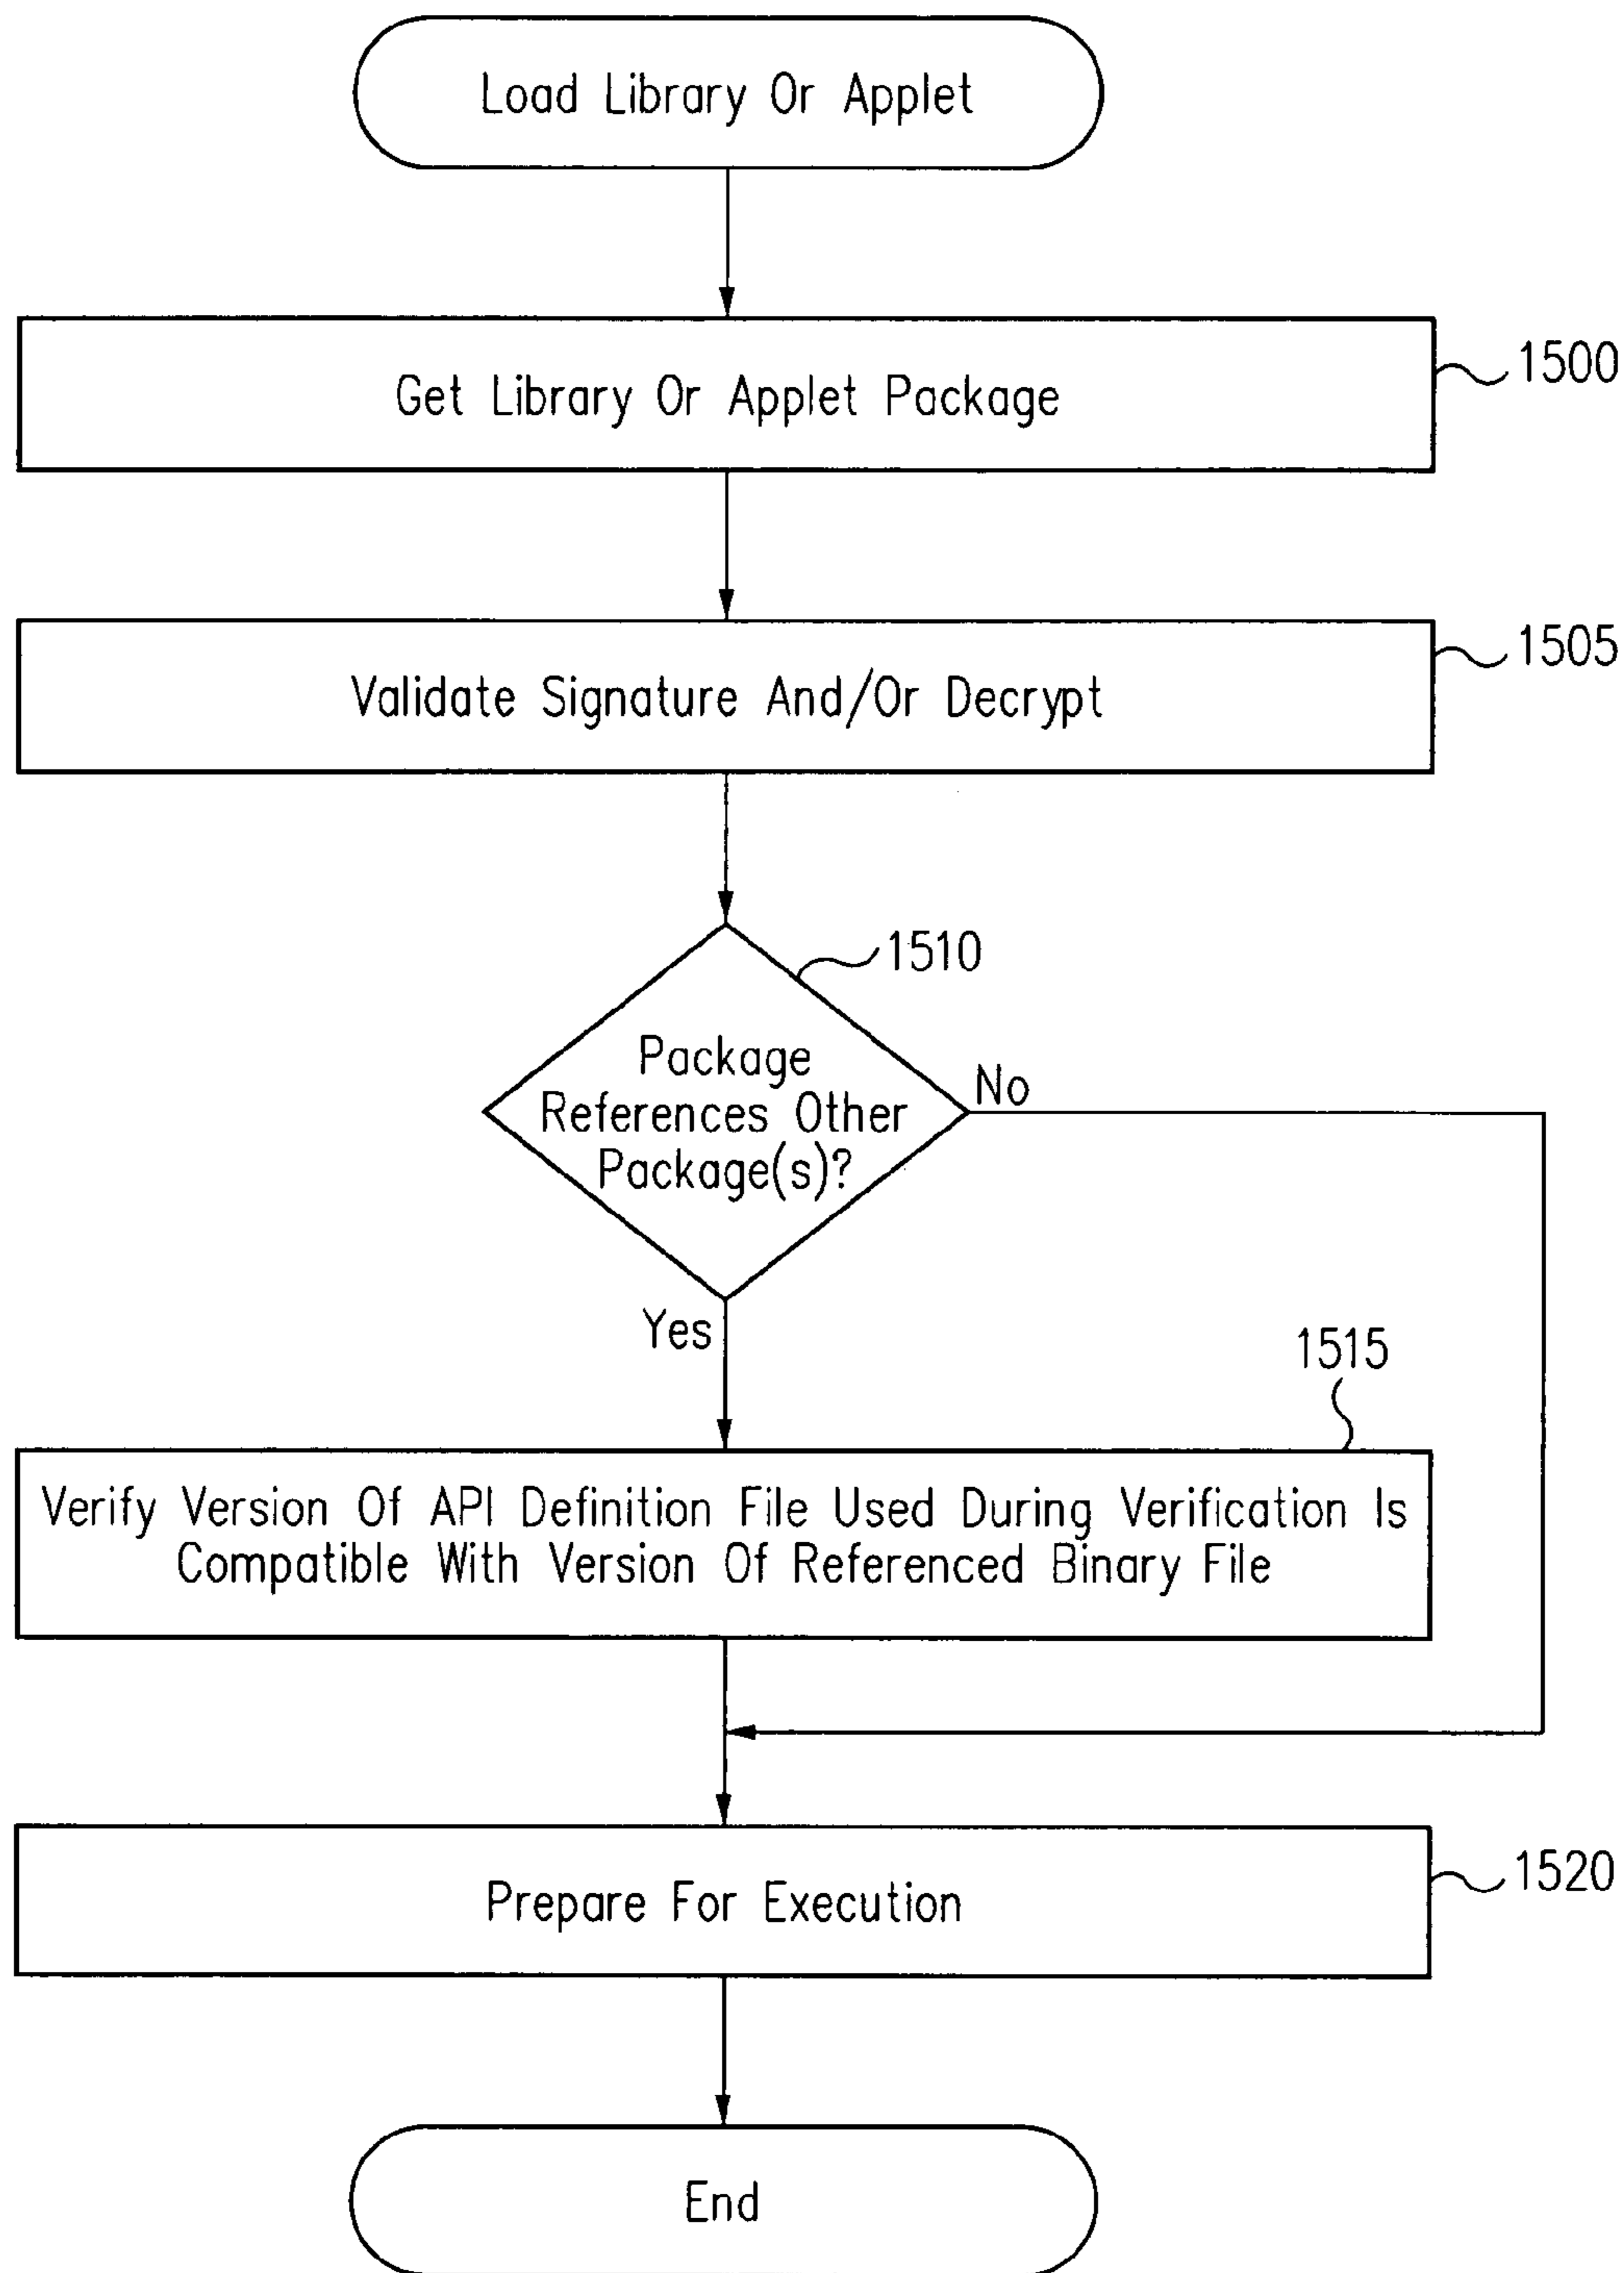 Load Library Or Applet
1500
Get Library Or Applet Package
1505
Validate Signature And/Or Decrypt
1510
Package
References Other
Package(s)?
No
Yes
1515
Verify Version Of API Definition File Used During Verification Is
Compatible With Version Of Referenced Binary File
1520
Prepare For Execution
End